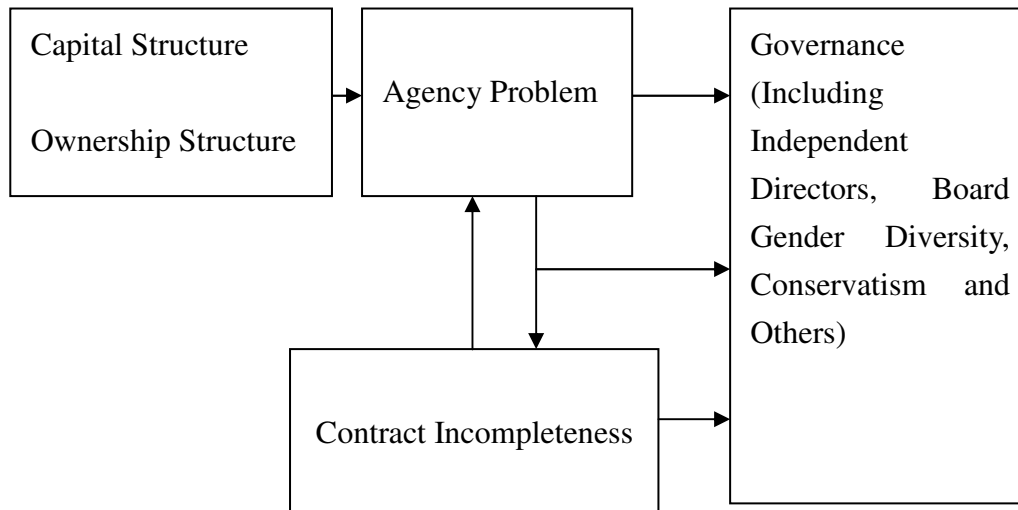 Capital Structure
Ownership Structure
Agency Problem
Governance
(Including
Independent
Directors, Board
Gender Diversity,
Conservatism and
Others)
Contract Incompleteness